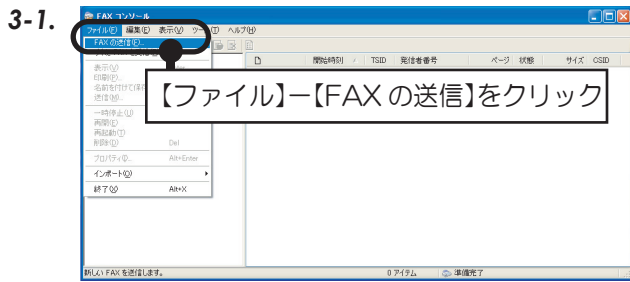 3-1.
FAX コンソール
ファイル(F) 編集(E) 表示(V) ヘルプ(H)
FAX の送信(F)...
開始時刻 TSID 発信者番号 ページ 状態 サイズ CSID
表示(V)
印刷(P)...
送信(M)...
【ファイル】ー【FAX の送信】をクリック
一時停止(U)
再開(E)
再起動(T)
削除(D) Del
プロパティ(R)... Alt+Enter
インポート(O)
終了(X) Alt+X
新しい FAX を送信します。 0 アイテム 準備完了